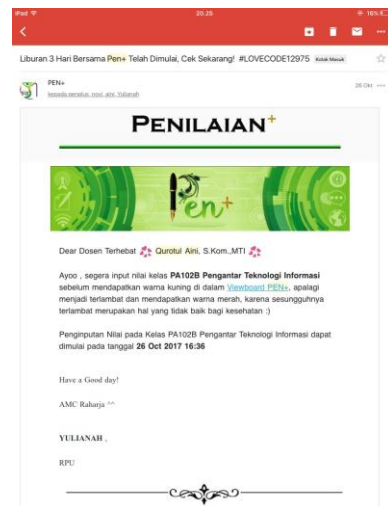 iPad
20.25
16%
Liburan 3 Hari Bersama Pen+ Telah Dimulai, Cek Sekarang! #LOVECODE12975 Kotak Masuk
PEN+
26 Okt
PENILAIAN+
Pen+
Dear Dosen Terhebat Qurotul Aini, S.Kom.,MTI
Ayoo , segera input nilai kelas PA102B Pengantar Teknologi Informasi
sebelum mendapatkan warna kuning di dalam Viewboard PEN+, apalagi
menjadi terlambat dan mendapatkan warna merah, karena sesungguhnya
terlambat merupakan hal yang tidak baik bagi kesehatan :)
Penginputan Nilai pada Kelas PA102B Pengantar Teknologi Informasi dapat
dimulai pada tanggal 26 Oct 2017 16:36
Have a Good day!
AMC Raharja ^^
YULIANAH ,
RPU